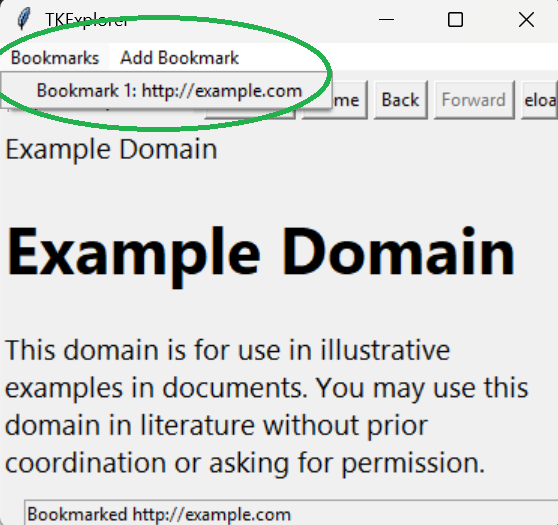 TKExplorer
Bookmarks Add Bookmark
Bookmark 1: http://example.com
Back Forward
Example Domain
Example Domain
This domain is for use in illustrative
examples in documents. You may use this
domain in literature without prior
coordination or asking for permission.
Bookmarked http://example.com